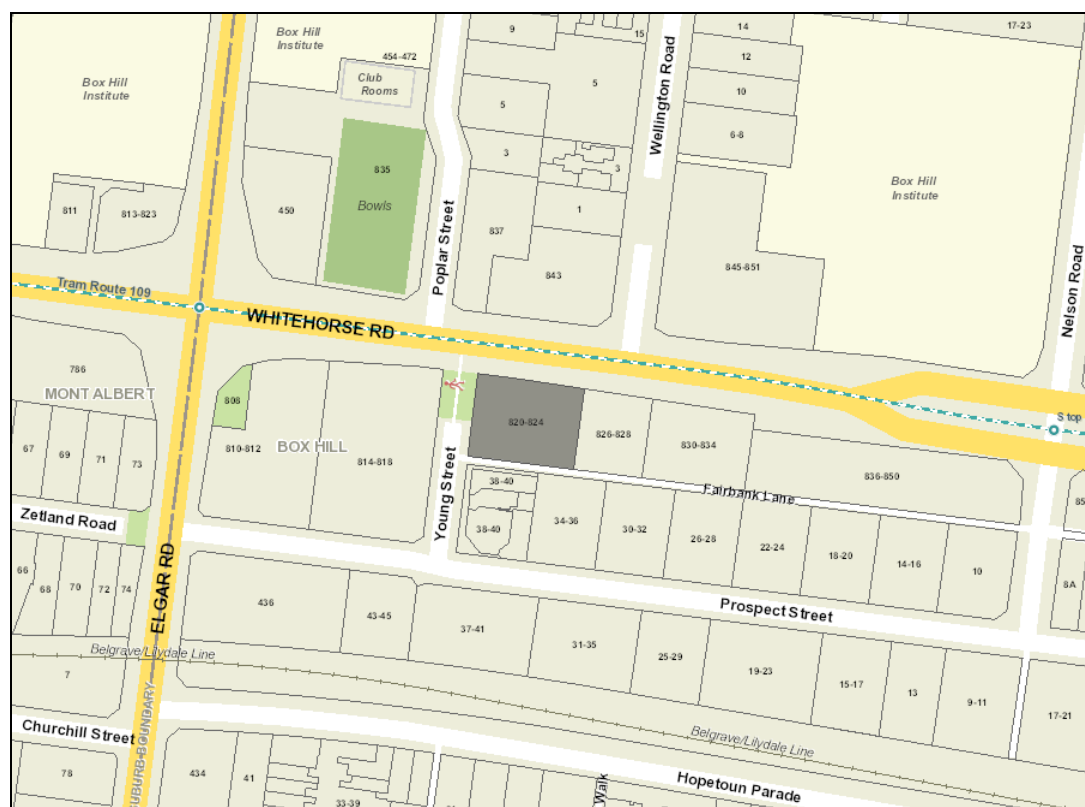 9
15
14
17-23
Box Hill
Institute
454-472
Club
Rooms
5
12
10
Box Hill
Institute
5
6-8
835
3
3
Box Hill
Institute
Wellington Road
811
813-823
450
Bowls
1
Poplar Street
837
843
845-851
Nelson Road
Tram Route 109
WHITEHORSE RD
786
MONT ALBERT
808
820-824
826-828
830-834
Stop
67
69
71
73
810-812
BOX HILL
814-818
836-850
Young Street
38-40
Fairbank Lane
85
Zetland Road
38-40
34-36
30-32
26-28
22-24
18-20
14-16
10
8A
ELGAR RD
66
68
70
72
74
436
43-45
37-41
Prospect Street
31-35
25-29
19-23
15-17
13
9-11
17-21
Belgrave/Lilydale Line
7
SUBURB BOUNDARY
Belgrave/Lilydale Line
Churchill Street
78
434
41
33-39
Walk
Hopetoun Parade